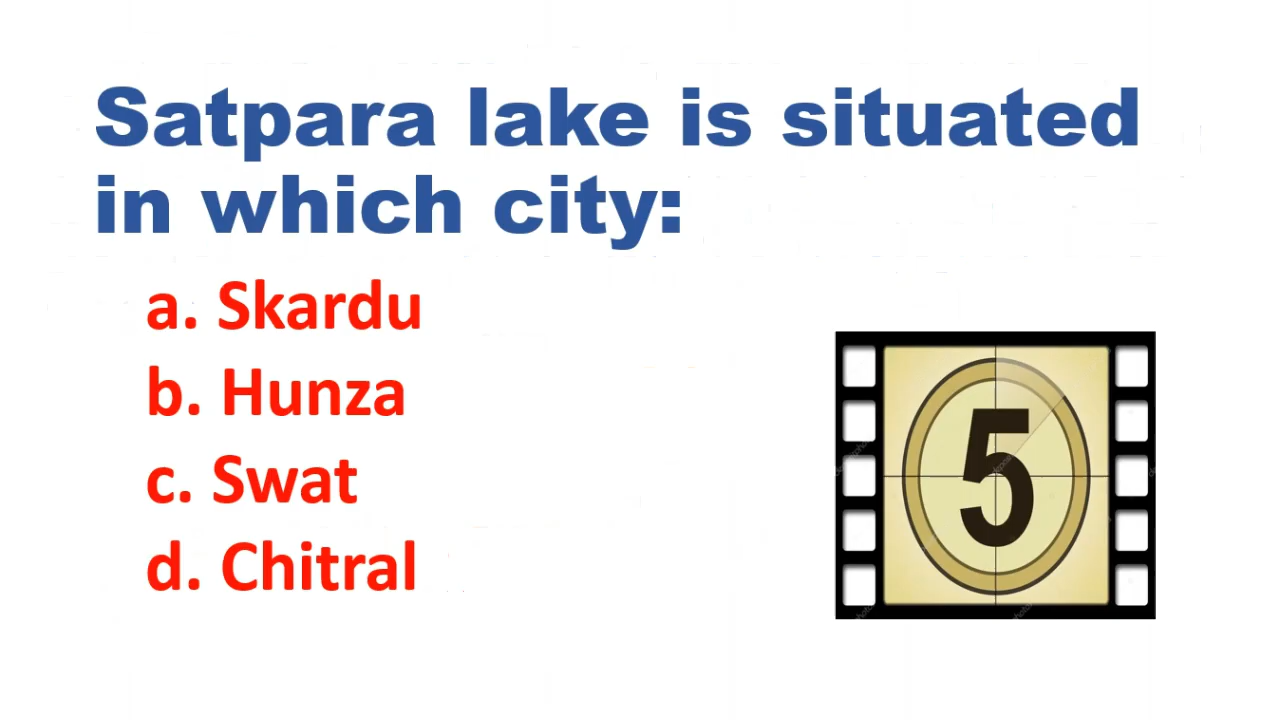 Satpara lake is situated
in which city:
a. Skardu
b. Hunza
c. Swat
d. Chitral
5